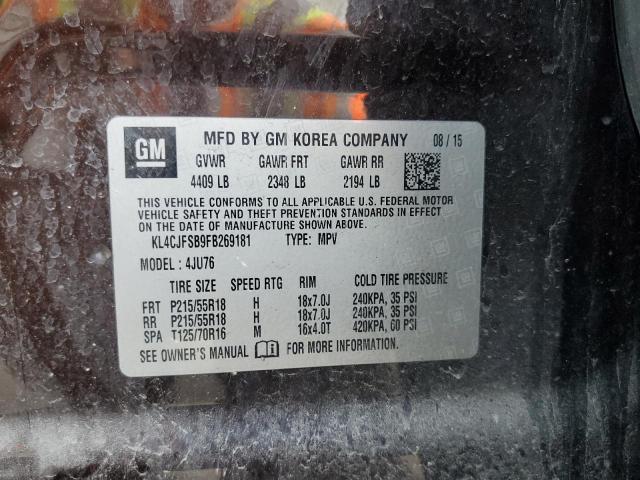 GM MFD BY GM KOREA COMPANY 08 / 15
GVWR GAWR FRT GAWR RR
4409 LB 2348 LB 2194 LB
THIS VEHICLE CONFORMS TO ALL APPLICABLE U.S. FEDERAL MOTOR
VEHICLE SAFETY AND THEFT PREVENTION STANDARDS IN EFFECT
ON THE DATE OF MANUFACTURE SHOWN ABOVE.
KL4CJFSB9FB269181 TYPE: MPV
MODEL : 4JU76
TIRE SIZE SPEED RTG RIM COLD TIRE PRESSURE
FRT P215/55R18 H 18x7.0J 240KPA, 35 PSI
RR P215/55R18 H 18x7.0J 240KPA, 35 PSI
SPA T125/70R16 M 16x4.0T 420KPA, 60 PSI
SEE OWNER'S MANUAL FOR MORE INFORMATION.